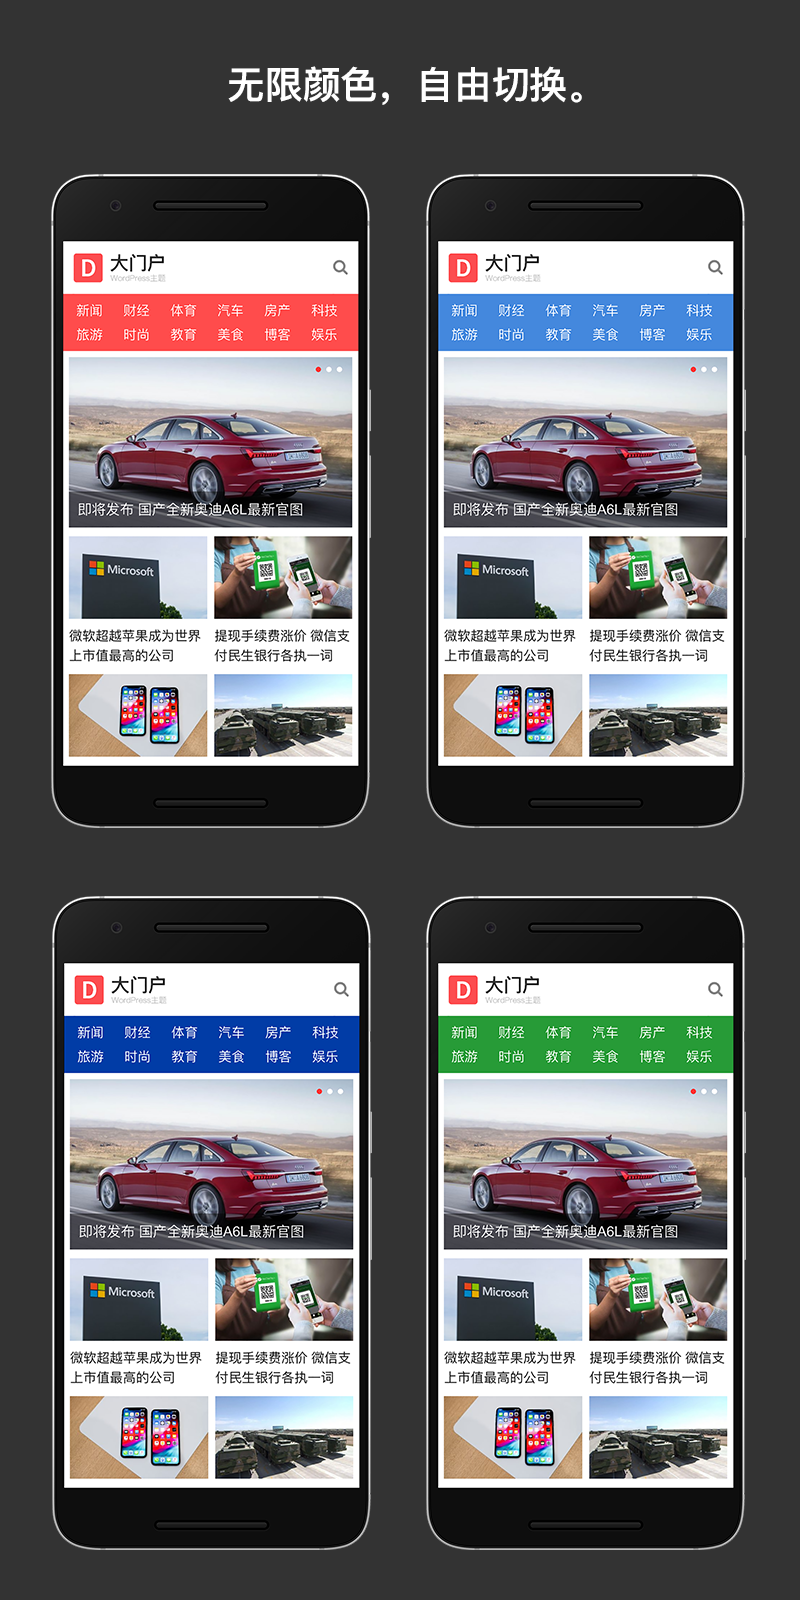 无限颜色，自由切换。
D 大门户
WordPress主题
新闻 财经 体育 汽车 房产 科技
旅游 时尚 教育 美食 博客 娱乐
即将发布 国产全新奥迪A6L最新官图
Microsoft
微软超越苹果成为世界
上市值最高的公司
提现手续费涨价 微信支
付民生银行各执一词
D 大门户
WordPress主题
新闻 财经 体育 汽车 房产 科技
旅游 时尚 教育 美食 博客 娱乐
即将发布 国产全新奥迪A6L最新官图
Microsoft
微软超越苹果成为世界
上市值最高的公司
提现手续费涨价 微信支
付民生银行各执一词
D 大门户
WordPress主题
新闻 财经 体育 汽车 房产 科技
旅游 时尚 教育 美食 博客 娱乐
即将发布 国产全新奥迪A6L最新官图
Microsoft
微软超越苹果成为世界
上市值最高的公司
提现手续费涨价 微信支
付民生银行各执一词
D 大门户
WordPress主题
新闻 财经 体育 汽车 房产 科技
旅游 时尚 教育 美食 博客 娱乐
即将发布 国产全新奥迪A6L最新官图
Microsoft
微软超越苹果成为世界
上市值最高的公司
提现手续费涨价 微信支
付民生银行各执一词